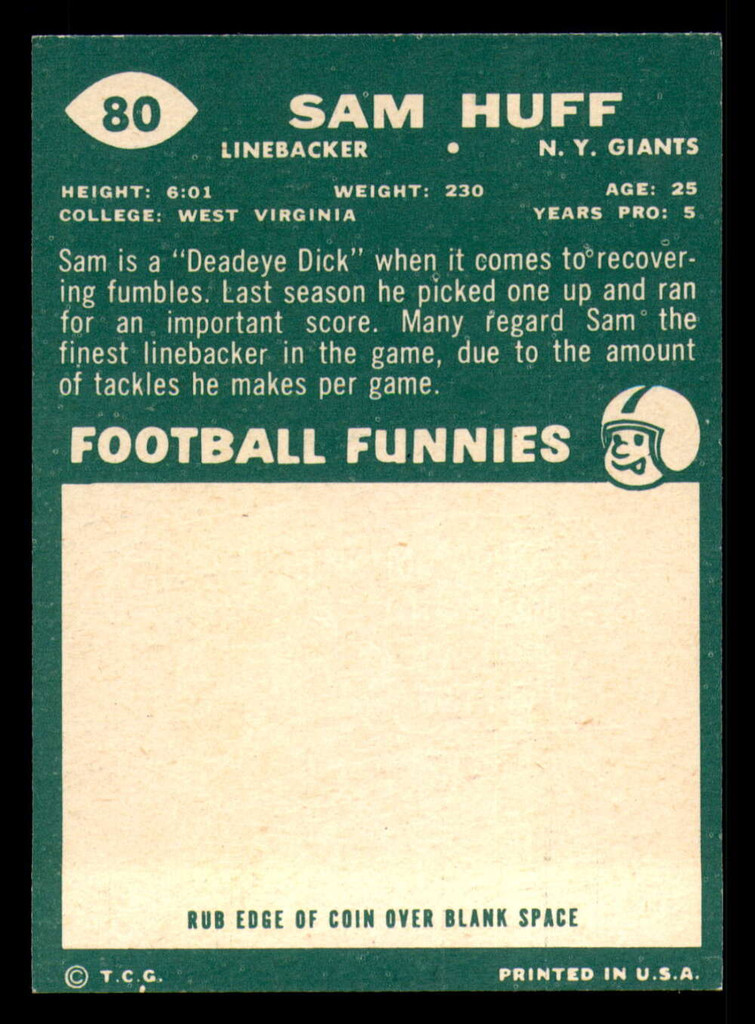 80
SAM HUFF
LINEBACKER • N. Y. GIANTS
HEIGHT: 6:01 WEIGHT: 230 AGE: 25
COLLEGE: WEST VIRGINIA YEARS PRO: 5
Sam is a "Deadeye Dick" when it comes to recover-
ing fumbles. Last season he picked one up and ran
for an important score. Many regard Sam the
finest linebacker in the game, due to the amount
of tackles he makes per game.
FOOTBALL FUNNIES
RUB EDGE OF COIN OVER BLANK SPACE
© T.C.G. PRINTED IN U.S.A.